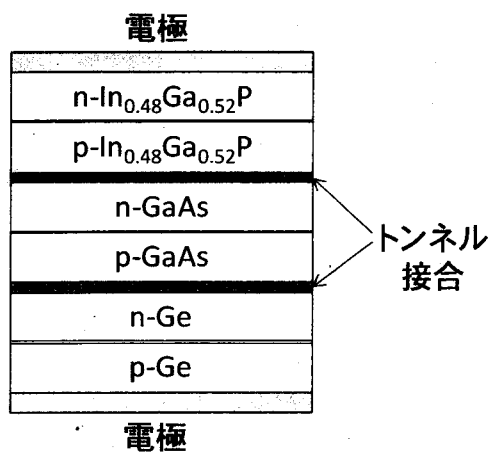 電極
n-In₀.₄₈Ga₀.₅₂P
p-In₀.₄₈Ga₀.₅₂P
n-GaAs
p-GaAs
トンネル
接合
n-Ge
p-Ge
電極